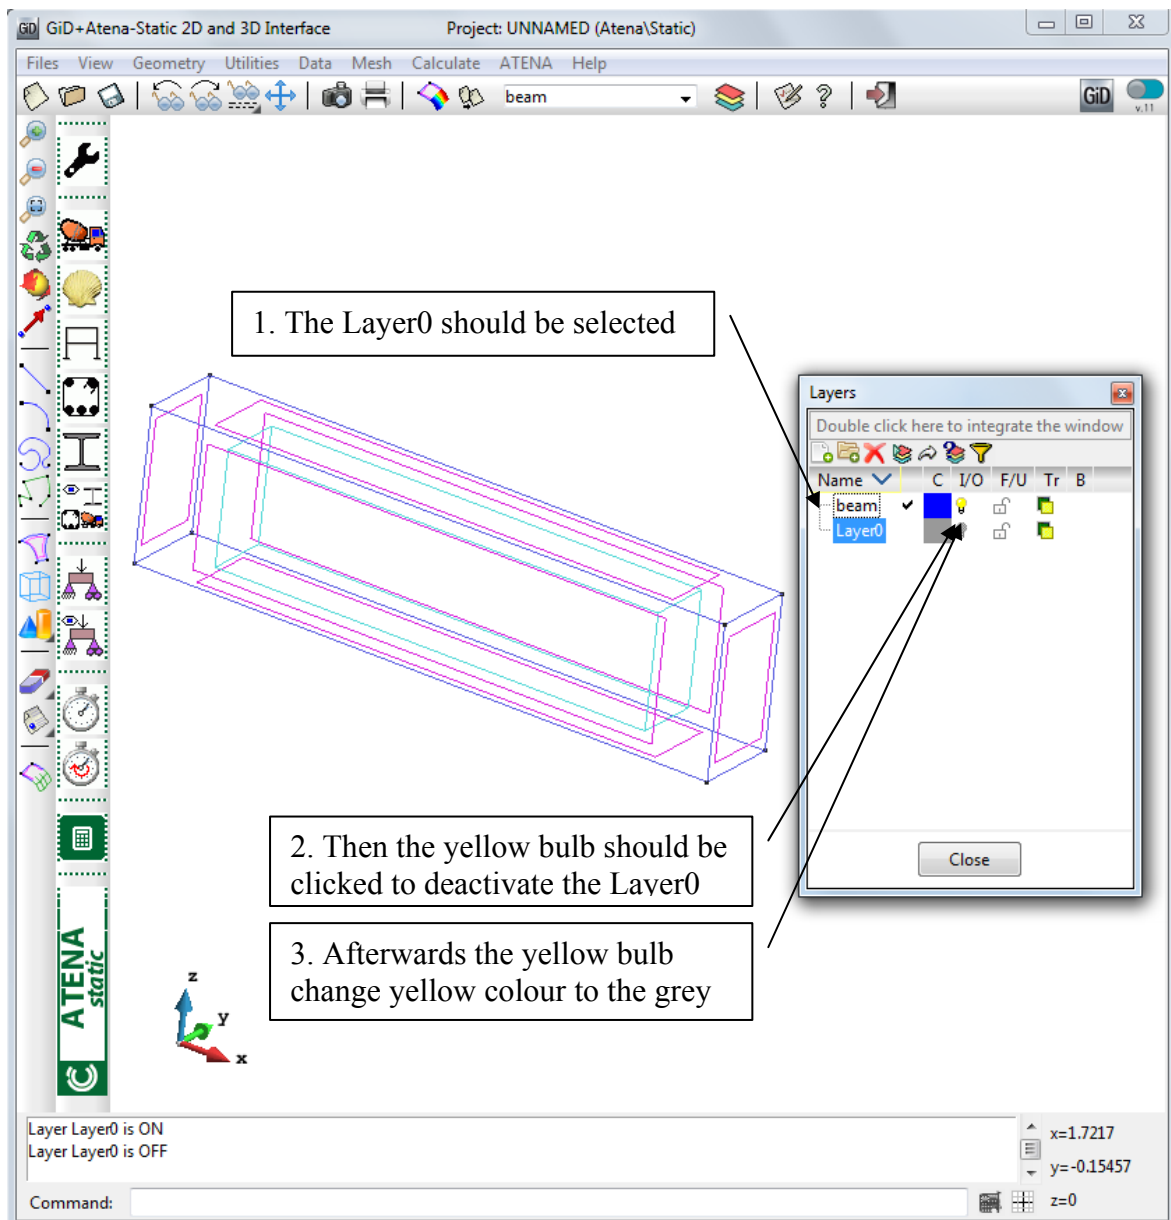 GiD GiD+Atena-Static 2D and 3D Interface Project: UNNAMED (Atena\Static)
Files View Geometry Utilities Data Mesh Calculate ATENA Help
beam
GiD
v.11
1. The Layer0 should be selected
Layers
Double click here to integrate the window
Name C I/O F/U Tr B
beam
Layer0
2. Then the yellow bulb should be
clicked to deactivate the Layer0
Close
3. Afterwards the yellow bulb
change yellow colour to the grey
ATENA
static
z
y
x
Layer Layer0 is ON
Layer Layer0 is OFF
x=1.7217
y=-0.15457
Command:
z=0